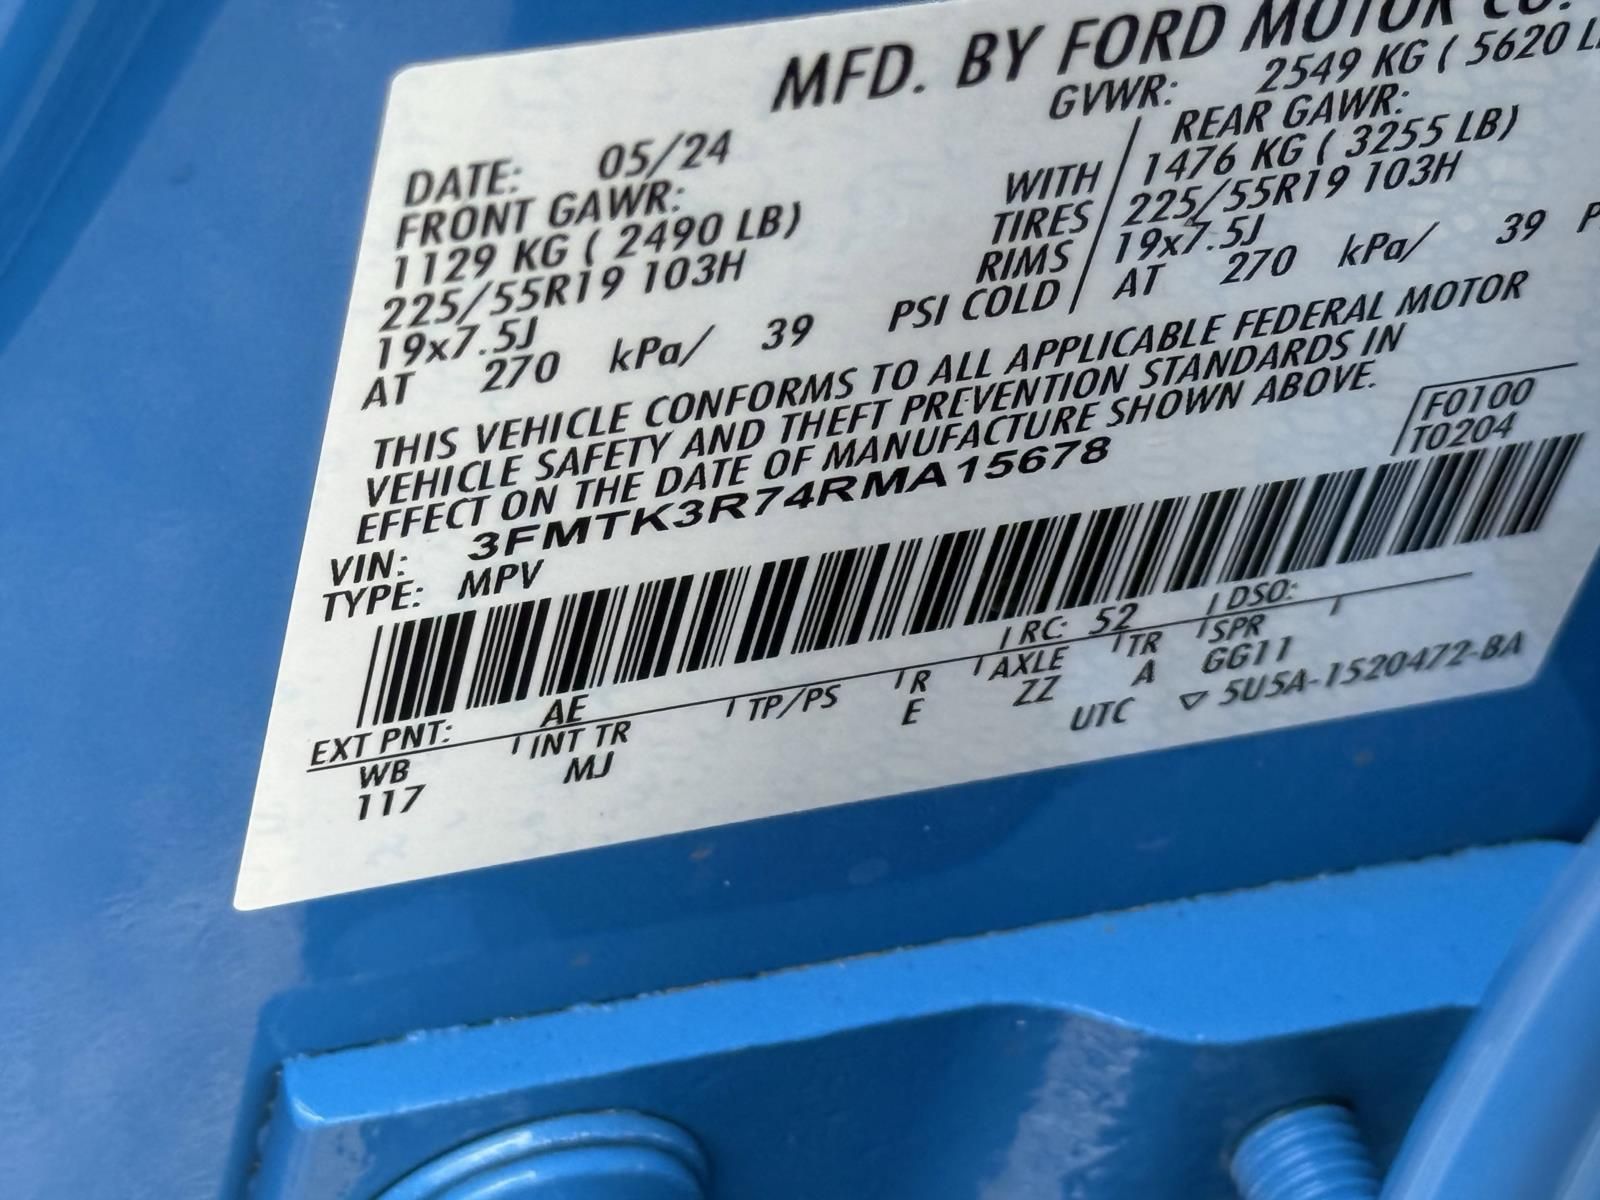 MFD. BY FORD MOTOR CO.
GVWR: 2549 KG ( 5620 L
DATE: 05/24
FRONT GAWR:
1129 KG ( 2490 LB)
225/55R19 103H
19x7.5J
AT 270 kPa/ 39 PSI COLD
WITH
TIRES
RIMS
REAR GAWR:
1476 KG ( 3255 LB)
225/55R19 103H
19x7.5J
AT 270 kPa/ 39 P
THIS VEHICLE CONFORMS TO ALL APPLICABLE FEDERAL MOTOR
VEHICLE SAFETY AND THEFT PREVENTION STANDARDS IN
EFFECT ON THE DATE OF MANUFACTURE SHOWN ABOVE.
F0100
T0204
VIN: 3FMTK3R74RMA15678
TYPE: MPV
EXT PNT: AE RC: 52 DSO:
WB INT TR TP/PS R AXLE TR SPR
117 MJ E ZZ A GG11
UTC ▽ 5U5A-1520472-BA